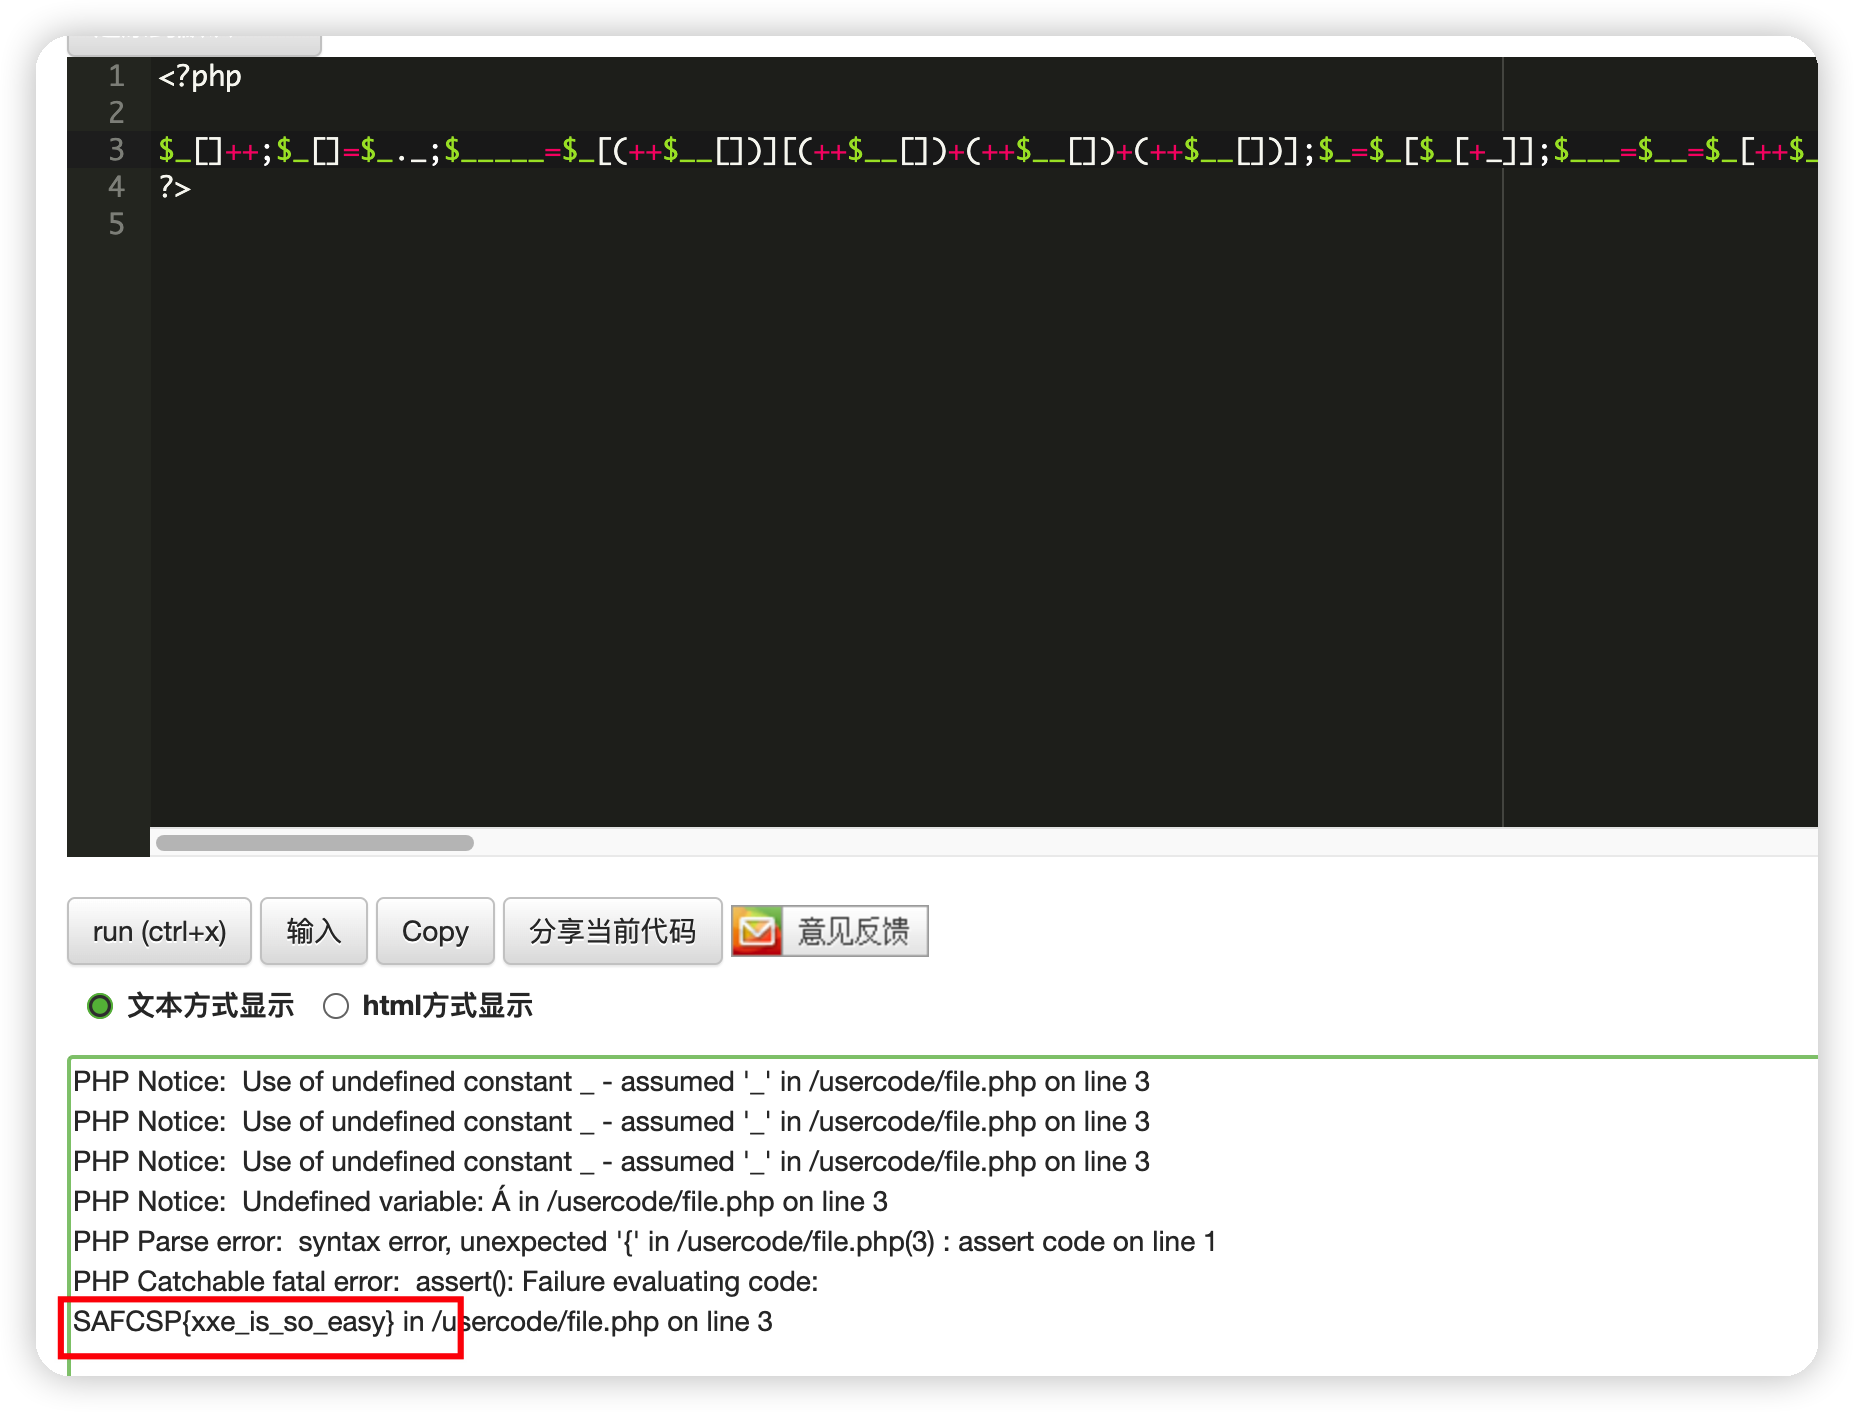 1 <?php
2
3 $_[]++;$_[]=$_._;$_____=$_[(++$__[])][(++$__[])+(++$__[])+(++$__[])];$_=$_[$_[+_]];$___=$__=$_[++$_
4 ?>
5
run (ctrl+x) 输入 Copy 分享当前代码 意见反馈
文本方式显示 html方式显示
PHP Notice:  Use of undefined constant _ - assumed '_' in /usercode/file.php on line 3
PHP Notice:  Use of undefined constant _ - assumed '_' in /usercode/file.php on line 3
PHP Notice:  Use of undefined constant _ - assumed '_' in /usercode/file.php on line 3
PHP Notice:  Undefined variable: Á in /usercode/file.php on line 3
PHP Parse error:  syntax error, unexpected '{' in /usercode/file.php(3) : assert code on line 1
PHP Catchable fatal error:  assert(): Failure evaluating code:
SAFCSP{xxe_is_so_easy} in /usercode/file.php on line 3